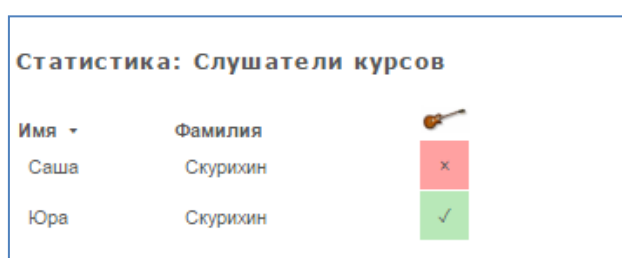 Статистика: Слушатели курсов
Имя Фамилия
Саша Скурихин ×
Юра Скурихин ✓